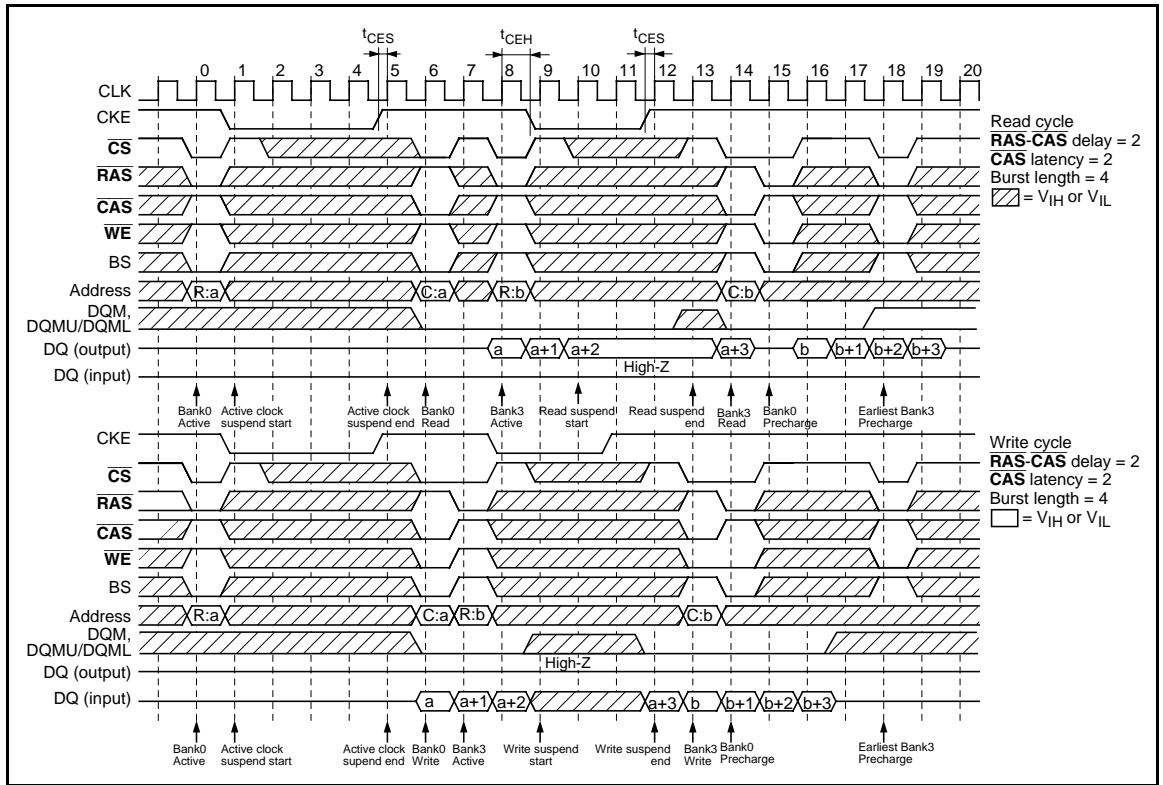 tCES tCEH tCES
0 1 2 3 4 5 6 7 8 9 10 11 12 13 14 15 16 17 18 19 20
CLK
CKE
CS
RAS
CAS
WE
BS
Address R:a C:a R:b C:b
DQM,
DQMU/DQML
DQ (output) a a+1 a+2 a+3 b b+1 b+2 b+3
High-Z
DQ (input)
Bank0 Active
Active clock suspend start
Active clock suspend end
Bank0 Read
Bank3 Active
Read suspend start
Read suspend end
Bank3 Read
Bank0 Precharge
Earliest Bank3 Precharge
Read cycle
RAS-CAS delay = 2
CAS latency = 2
Burst length = 4
= VIH or VIL
CKE
CS
RAS
CAS
WE
BS
Address R:a C:a R:b C:b
DQM,
DQMU/DQML
High-Z
DQ (output)
DQ (input) a a+1 a+2 a+3 b b+1 b+2 b+3
Bank0 Active
Active clock suspend start
Active clock supend end
Bank0 Write
Bank3 Active
Write suspend start
Write suspend end
Bank3 Write
Bank0 Precharge
Earliest Bank3 Precharge
Write cycle
RAS-CAS delay = 2
CAS latency = 2
Burst length = 4
= VIH or VIL